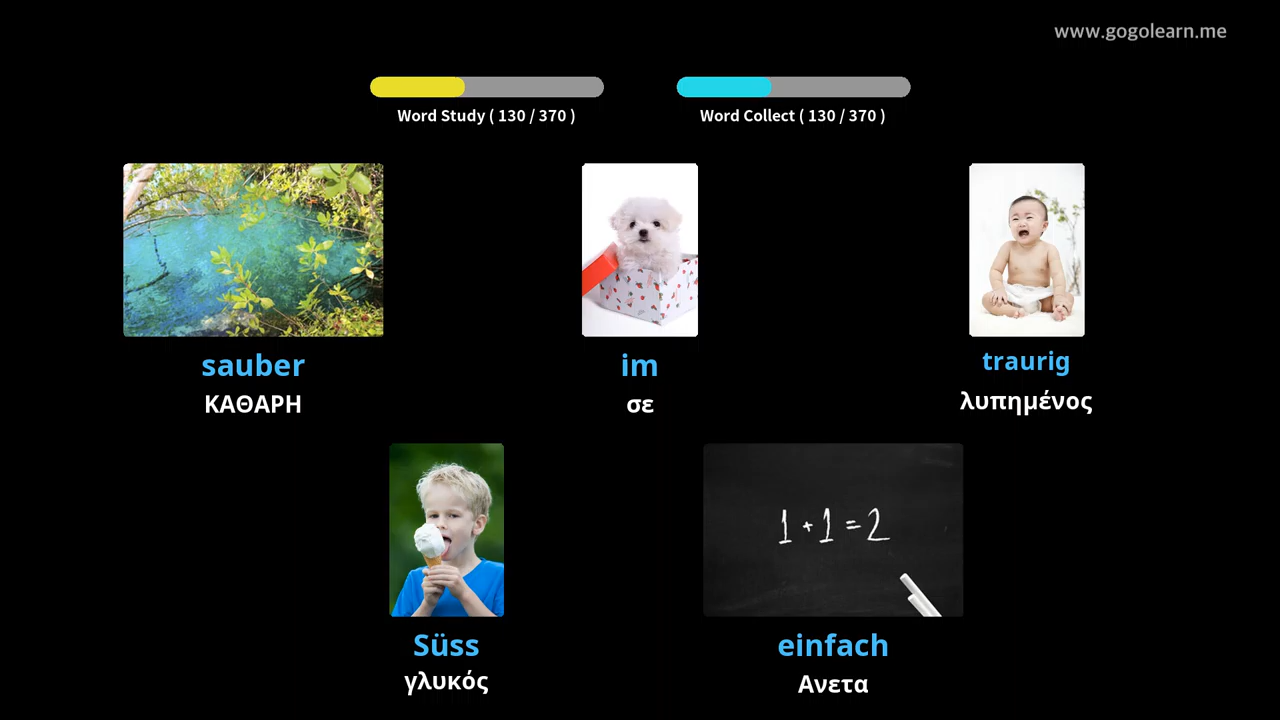 www.gogolearn.me
Word Study ( 130 / 370 )
Word Collect ( 130 / 370 )
sauber
ΚΑΘΑΡΗ
im
σε
traurig
λυπημένος
1 + 1 = 2
Süss
γλυκός
einfach
Ανετα